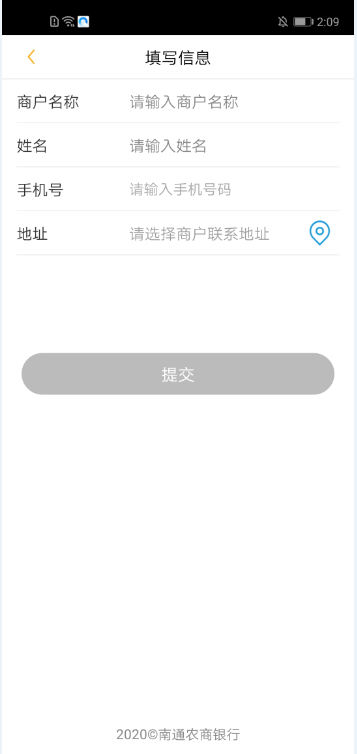 2:09
填写信息
商户名称 请输入商户名称
姓名 请输入姓名
手机号 请输入手机号码
地址 请选择商户联系地址
提交
2020©南通农商银行